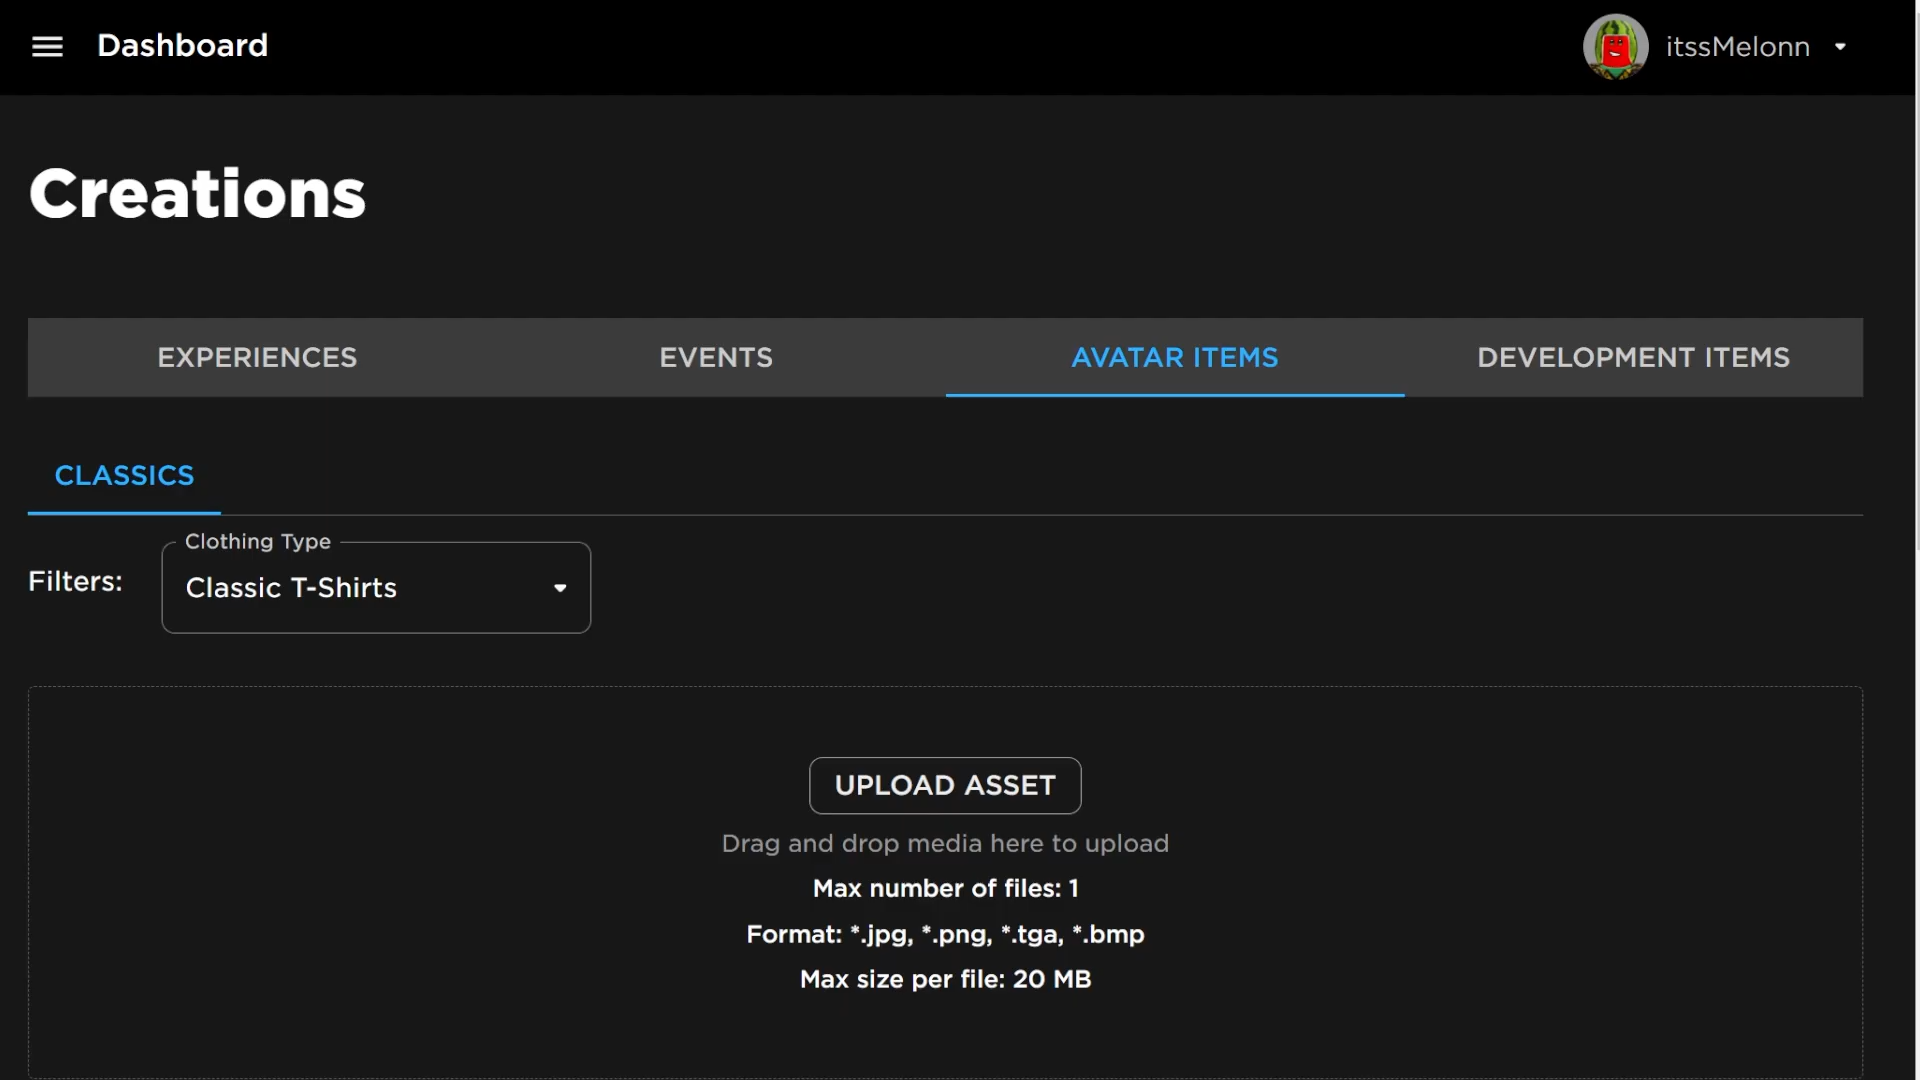 Dashboard
itssMelonn
Creations
EXPERIENCES
EVENTS
AVATAR ITEMS
DEVELOPMENT ITEMS
CLASSICS
Clothing Type
Filters:
Classic T-Shirts
UPLOAD ASSET
Drag and drop media here to upload
Max number of files: 1
Format: *.jpg, *.png, *.tga, *.bmp
Max size per file: 20 MB